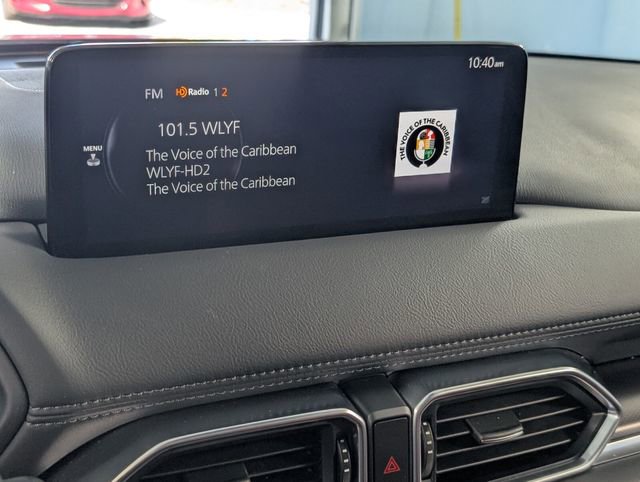 10:40am
FM HD Radio 1 2
101.5 WLYF
MENU
The Voice of the Caribbean
WLYF-HD2
The Voice of the Caribbean
THE VOICE OF THE CARIBBEAN